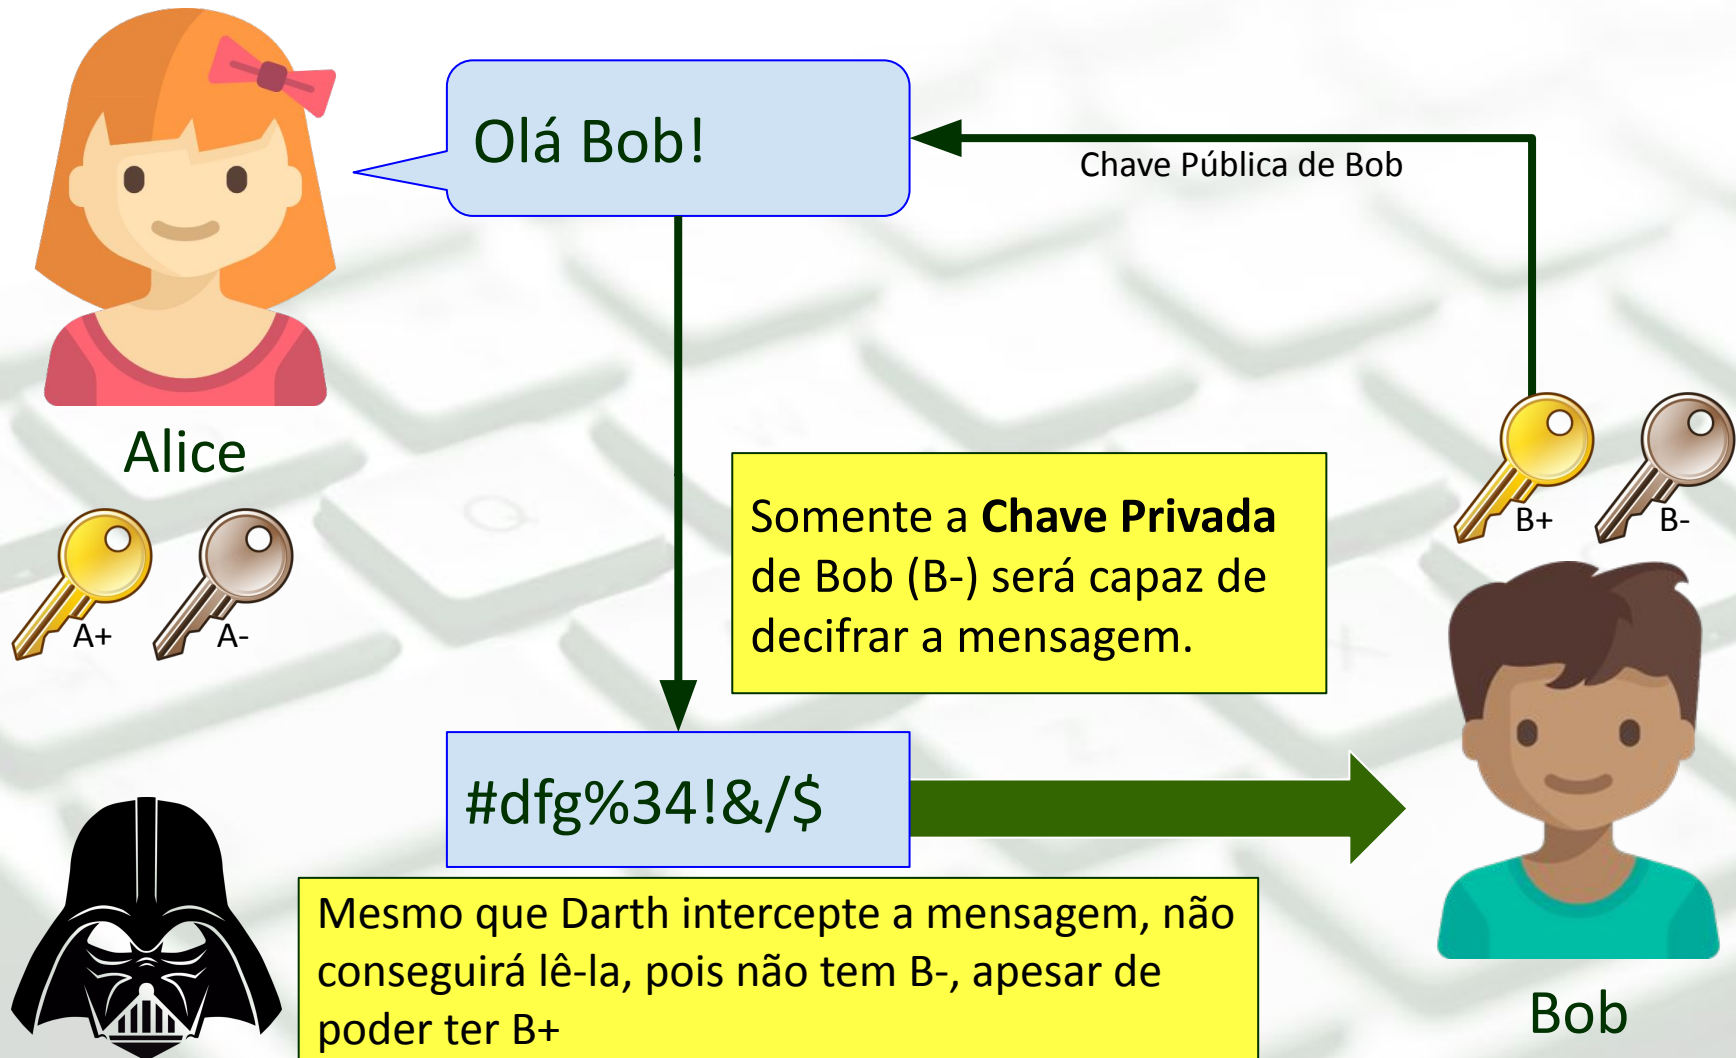 Olá Bob!
Chave Pública de Bob
Alice
A+
A-
B+
B-
Somente a Chave Privada
de Bob (B-) será capaz de
decifrar a mensagem.
#dfg%34!&/$
Mesmo que Darth intercepte a mensagem, não
conseguirá lê-la, pois não tem B-, apesar de
poder ter B+
Bob